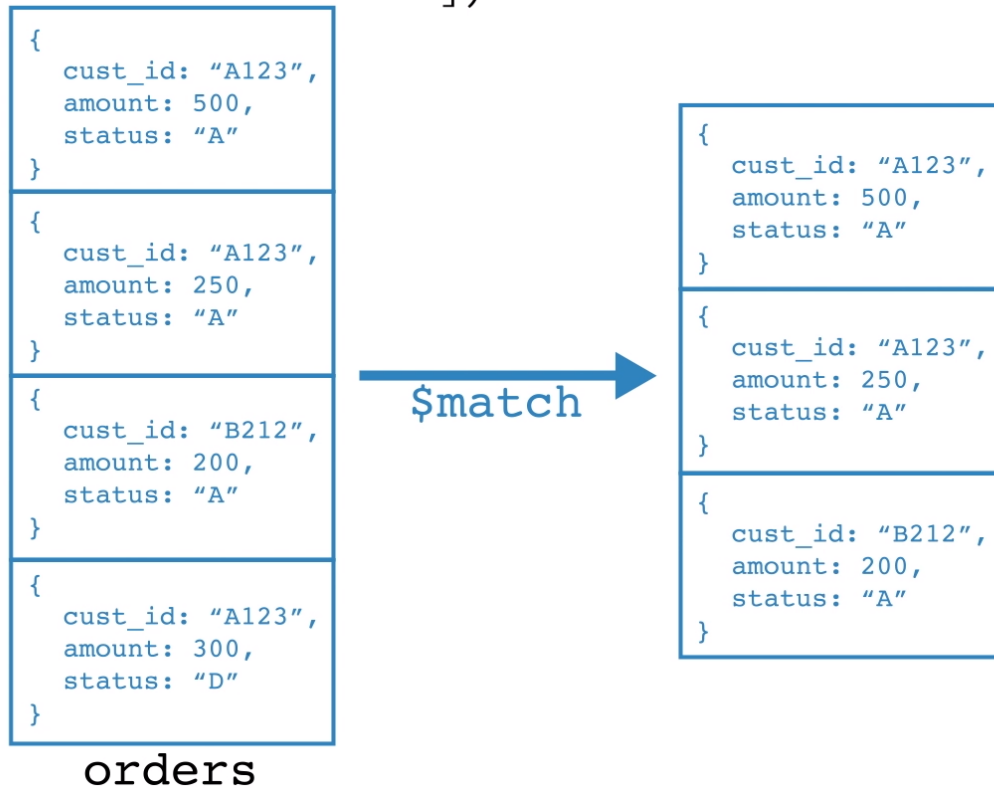 ])
{
cust_id: “A123”,
amount: 500,
status: “A”
}
{
cust_id: “A123”,
amount: 250,
status: “A”
}
{
cust_id: “B212”,
amount: 200,
status: “A”
}
{
cust_id: “A123”,
amount: 300,
status: “D”
}
orders
$match
{
cust_id: “A123”,
amount: 500,
status: “A”
}
{
cust_id: “A123”,
amount: 250,
status: “A”
}
{
cust_id: “B212”,
amount: 200,
status: “A”
}